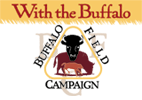 With the Buffalo
BUFFALO
FIELD
CAMPAIGN